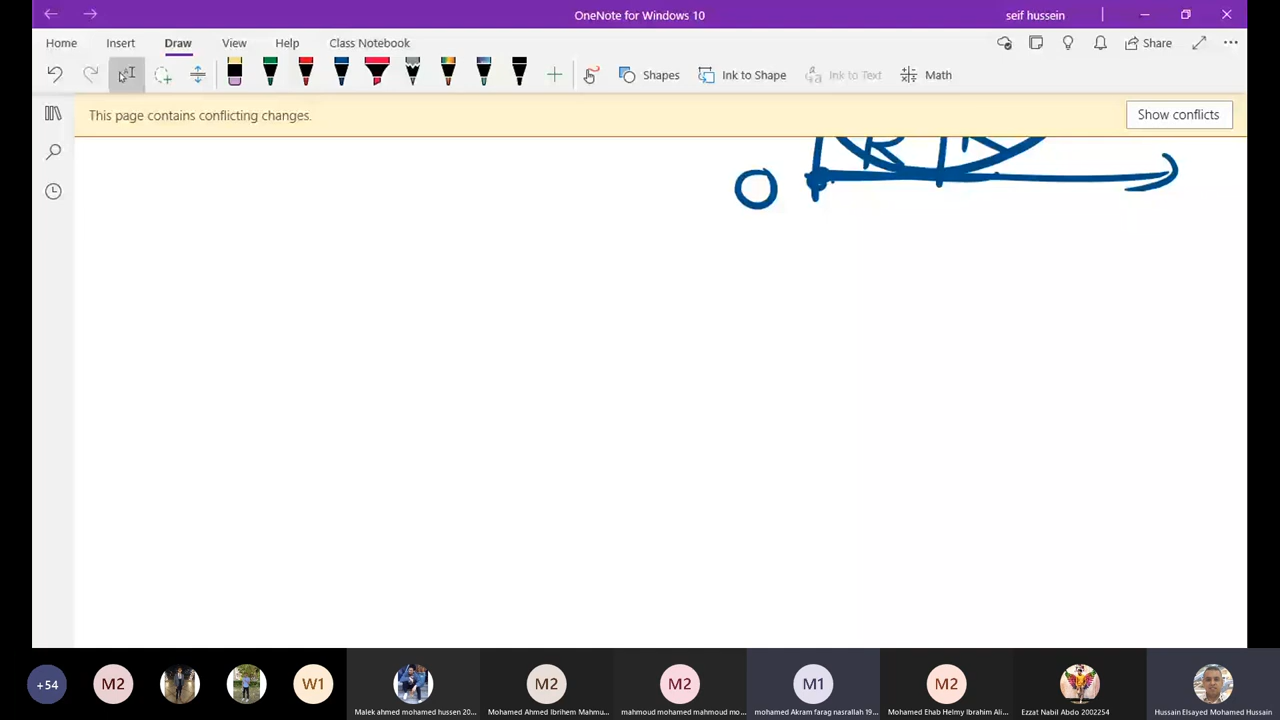 OneNote for Windows 10
seif hussein
Home Insert Draw View Help Class Notebook
Share
Shapes Ink to Shape Ink to Text Math
This page contains conflicting changes.
Show conflicts
R
O
+54 M2 W1 M2 M2 M1 M2
Malek ahmed mohamed hussen 20... Mohamed Ahmed Ibrihem Mahmu... mahmoud mohamed mahmoud mo... mohamed Akram farag nasrallah 19... Mohamed Ehab Helmy Ibrahim Ali... Ezzat Nabil Abdo 2002254 Hussain Elsayed Mohamed Hussain